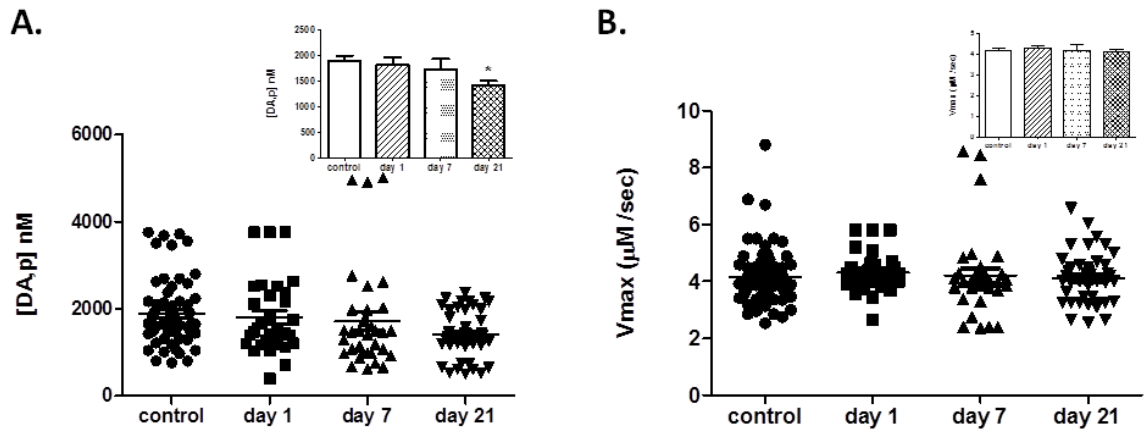 A.
[DA,p] nM
2000
1500
1000
500
0
*
control day 1 day 7 day 21
[DA,p] nM
6000
4000
2000
0
control day 1 day 7 day 21
B.
Vmax (µM /sec)
5
4
3
2
1
0
control day 1 day 7 day 21
Vmax (µM /sec)
10
8
6
4
2
0
control day 1 day 7 day 21